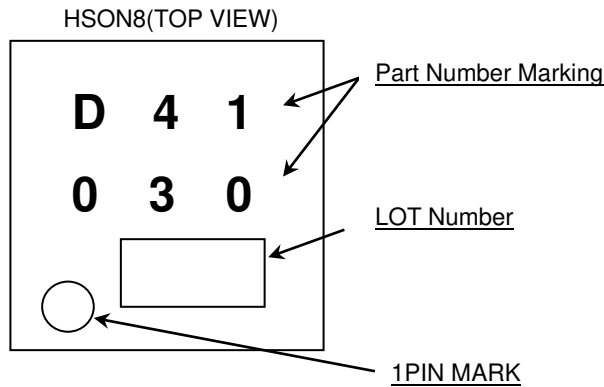 HSON8(TOP VIEW)
Part Number Marking
D 4 1
0 3 0
LOT Number
1PIN MARK